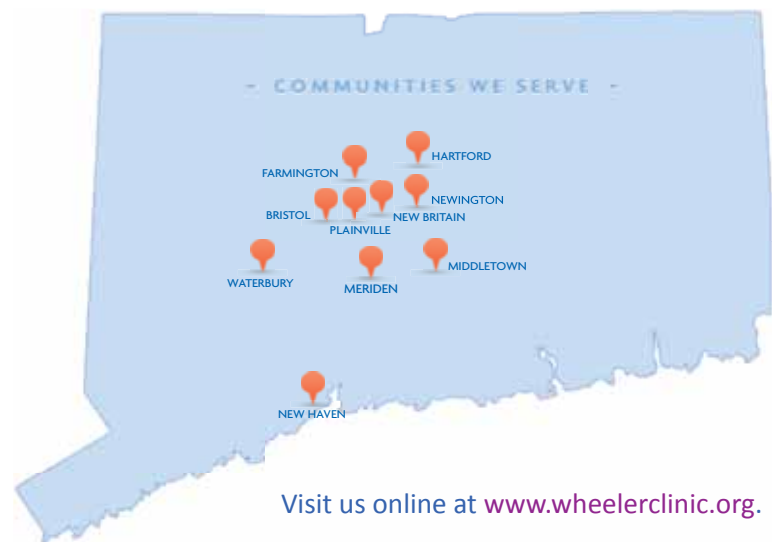 - COMMUNITIES WE SERVE -
HARTFORD
FARMINGTON
NEWINGTON
BRISTOL
NEW BRITAIN
PLAINVILLE
MIDDLETOWN
WATERBURY
MERIDEN
NEW HAVEN
Visit us online at www.wheelerclinic.org.